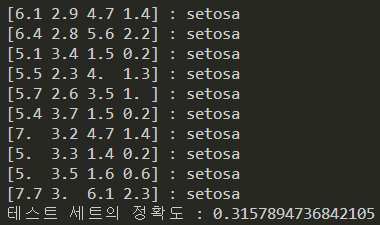 [6.1 2.9 4.7 1.4] : setosa
[6.4 2.8 5.6 2.2] : setosa
[5.1 3.4 1.5 0.2] : setosa
[5.5 2.3 4.  1.3] : setosa
[5.7 2.6 3.5 1. ] : setosa
[5.4 3.7 1.5 0.2] : setosa
[7.  3.2 4.7 1.4] : setosa
[5.  3.3 1.4 0.2] : setosa
[5.  3.5 1.6 0.6] : setosa
[7.7 3.  6.1 2.3] : setosa
테스트 세트의 정확도 : 0.3157894736842105